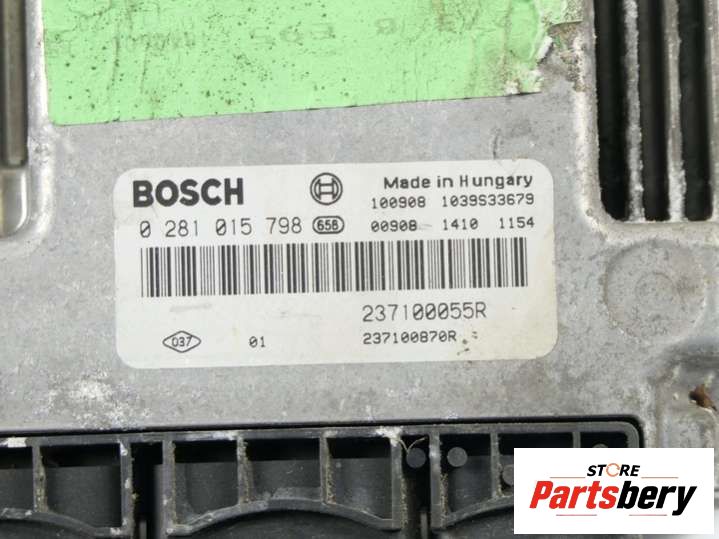 BOSCH
Made in Hungary
100908 1039S33679
0 281 015 798 656
00908 1410 1154
237100055R
037 01 237100870R
STORE
Partsbery